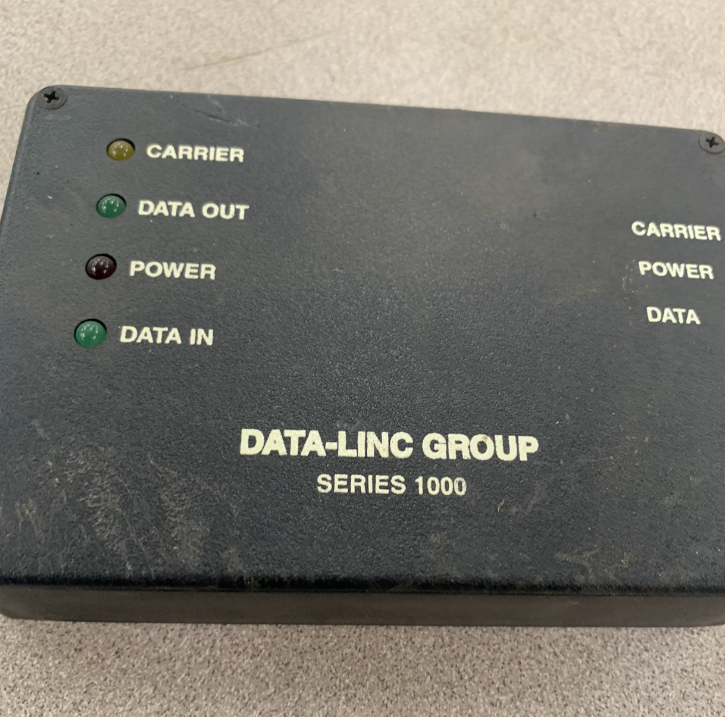 CARRIER
DATA OUT
POWER
DATA IN
CARRIER
POWER
DATA
DATA-LINC GROUP
SERIES 1000